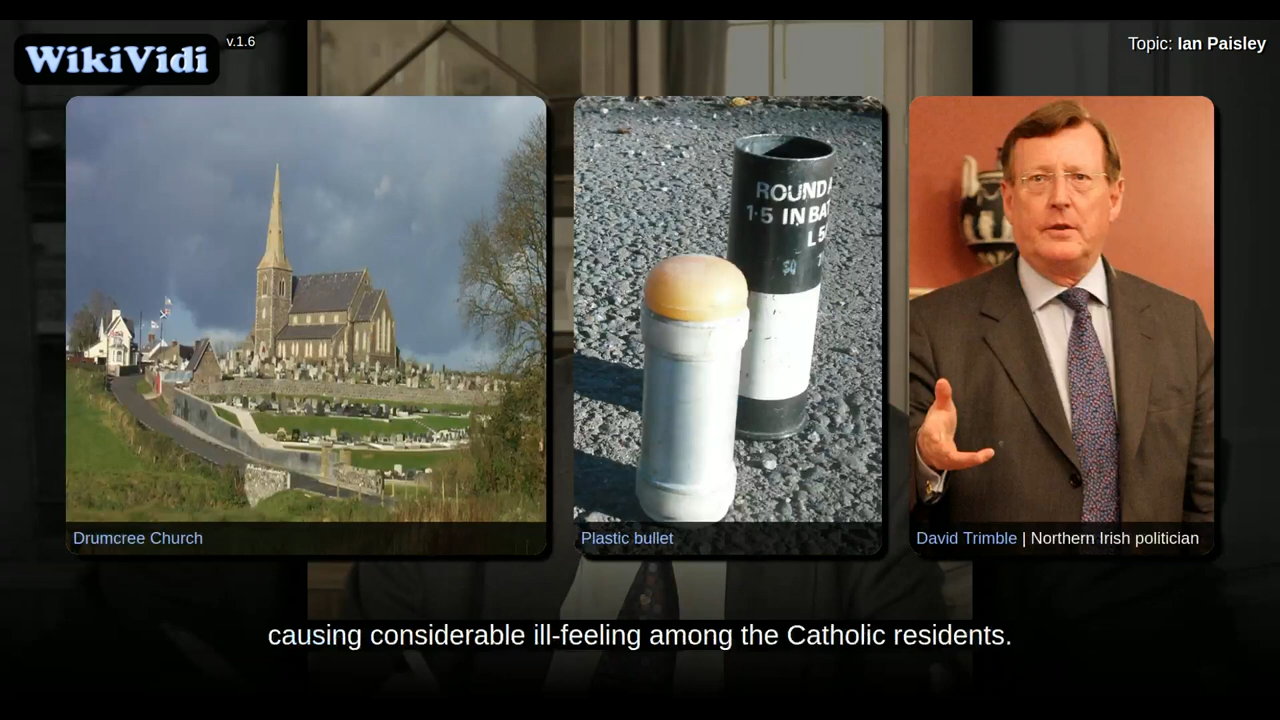 WikiVidi
v.1.6
Topic: Ian Paisley
ROUND
1·5 IN BAT
L5
Drumcree Church
Plastic bullet
David Trimble | Northern Irish politician
causing considerable ill-feeling among the Catholic residents.